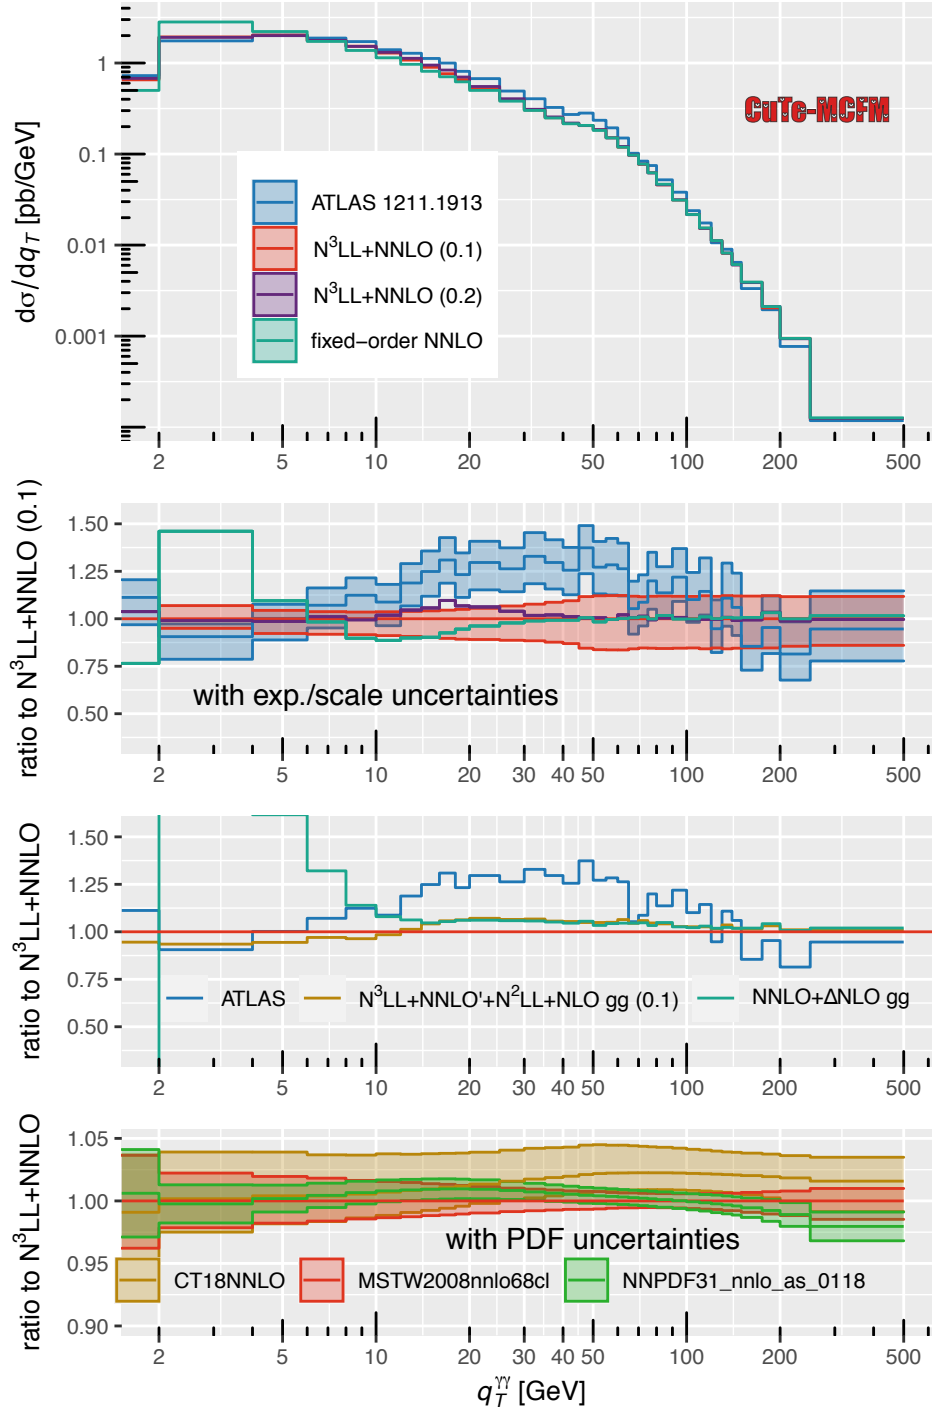 1
0.1
0.01
0.001
dσ/dq_T [pb/GeV]
CuTe-MCFM
ATLAS 1211.1913
N³LL+NNLO (0.1)
N³LL+NNLO (0.2)
fixed−order NNLO
2 5 10 20 50 100 200 500
1.50
1.25
1.00
0.75
0.50
ratio to N³LL+NNLO (0.1)
with exp./scale uncertainties
2 5 10 20 30 40 50 100 200 500
1.50
1.25
1.00
0.75
0.50
ratio to N³LL+NNLO
ATLAS N³LL+NNLO'+N²LL+NLO gg (0.1) NNLO+ΔNLO gg
2 5 10 20 30 40 50 100 200 500
1.05
1.00
0.95
0.90
ratio to N³LL+NNLO
with PDF uncertainties
CT18NNLO MSTW2008nnlo68cl NNPDF31_nnlo_as_0118
2 5 10 20 30 40 50 100 200 500
q_T^γγ [GeV]